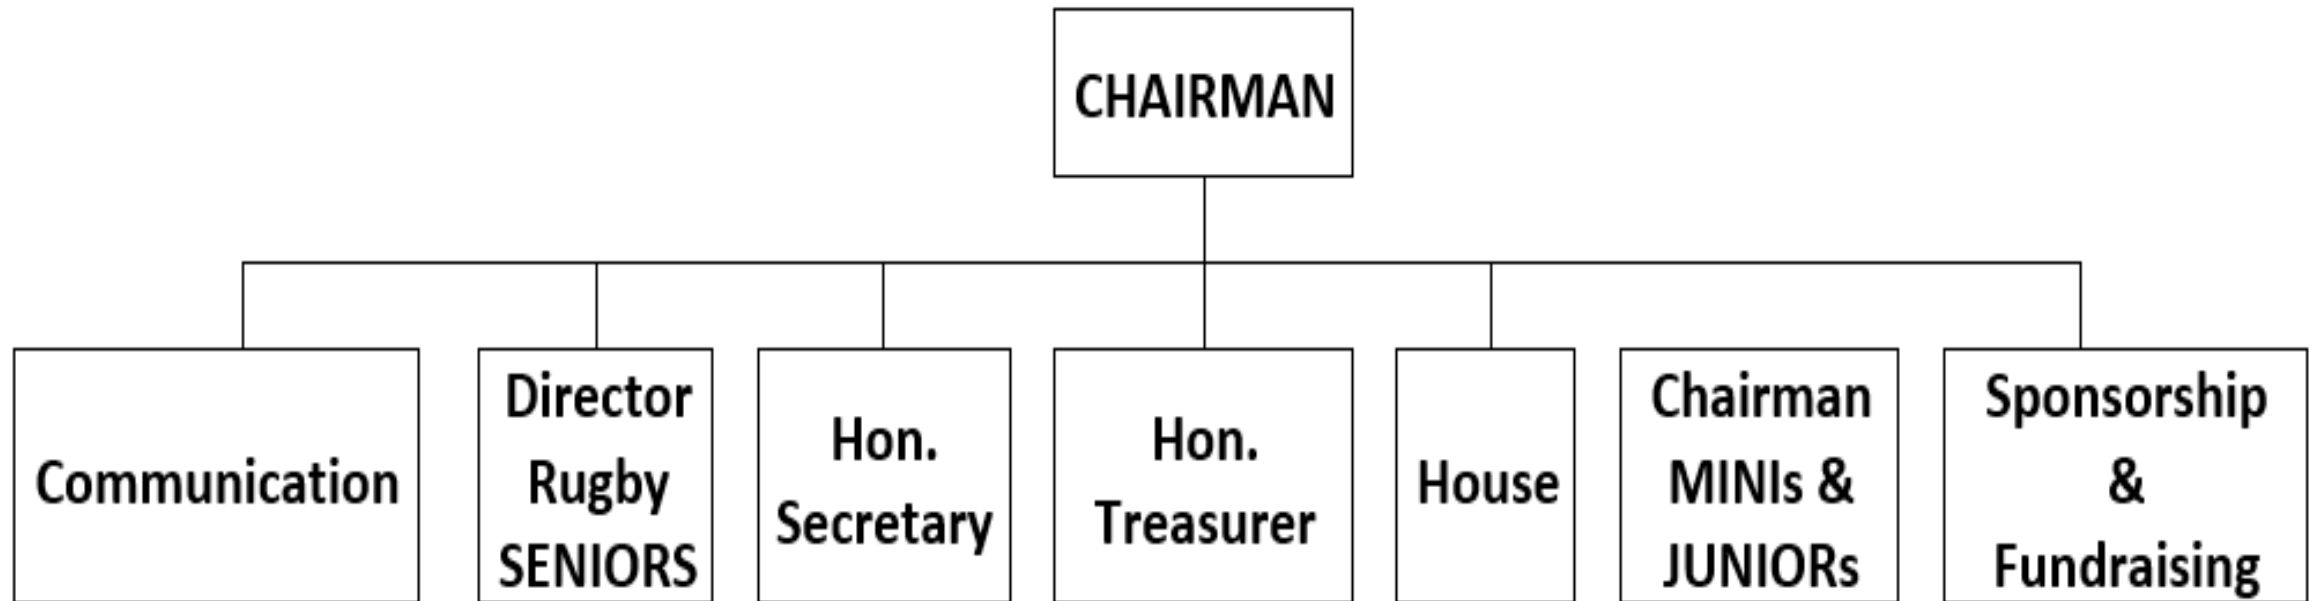 CHAIRMAN
Communication
Director
Rugby
SENIORS
Hon.
Secretary
Hon.
Treasurer
House
Chairman
MINIs &
JUNIORs
Sponsorship
&
Fundraising